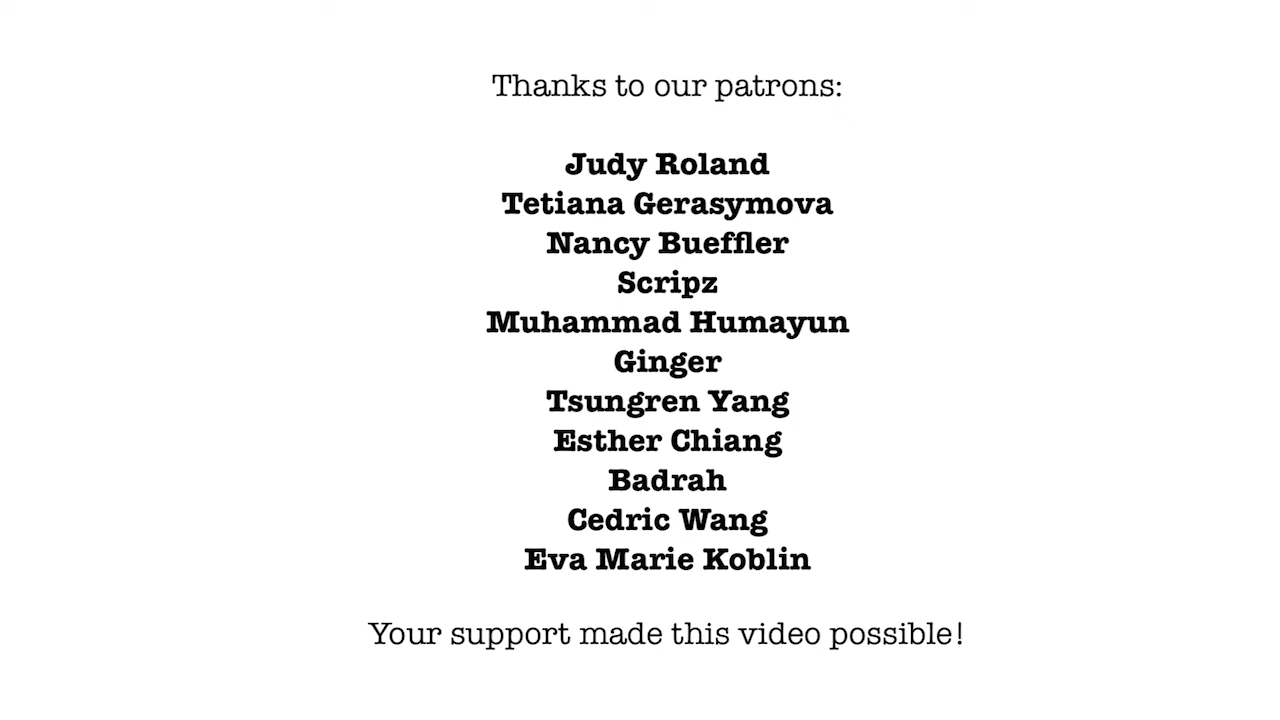 Thanks to our patrons:
Judy Roland
Tetiana Gerasymova
Nancy Bueffler
Scripz
Muhammad Humayun
Ginger
Tsungren Yang
Esther Chiang
Badrah
Cedric Wang
Eva Marie Koblin
Your support made this video possible!